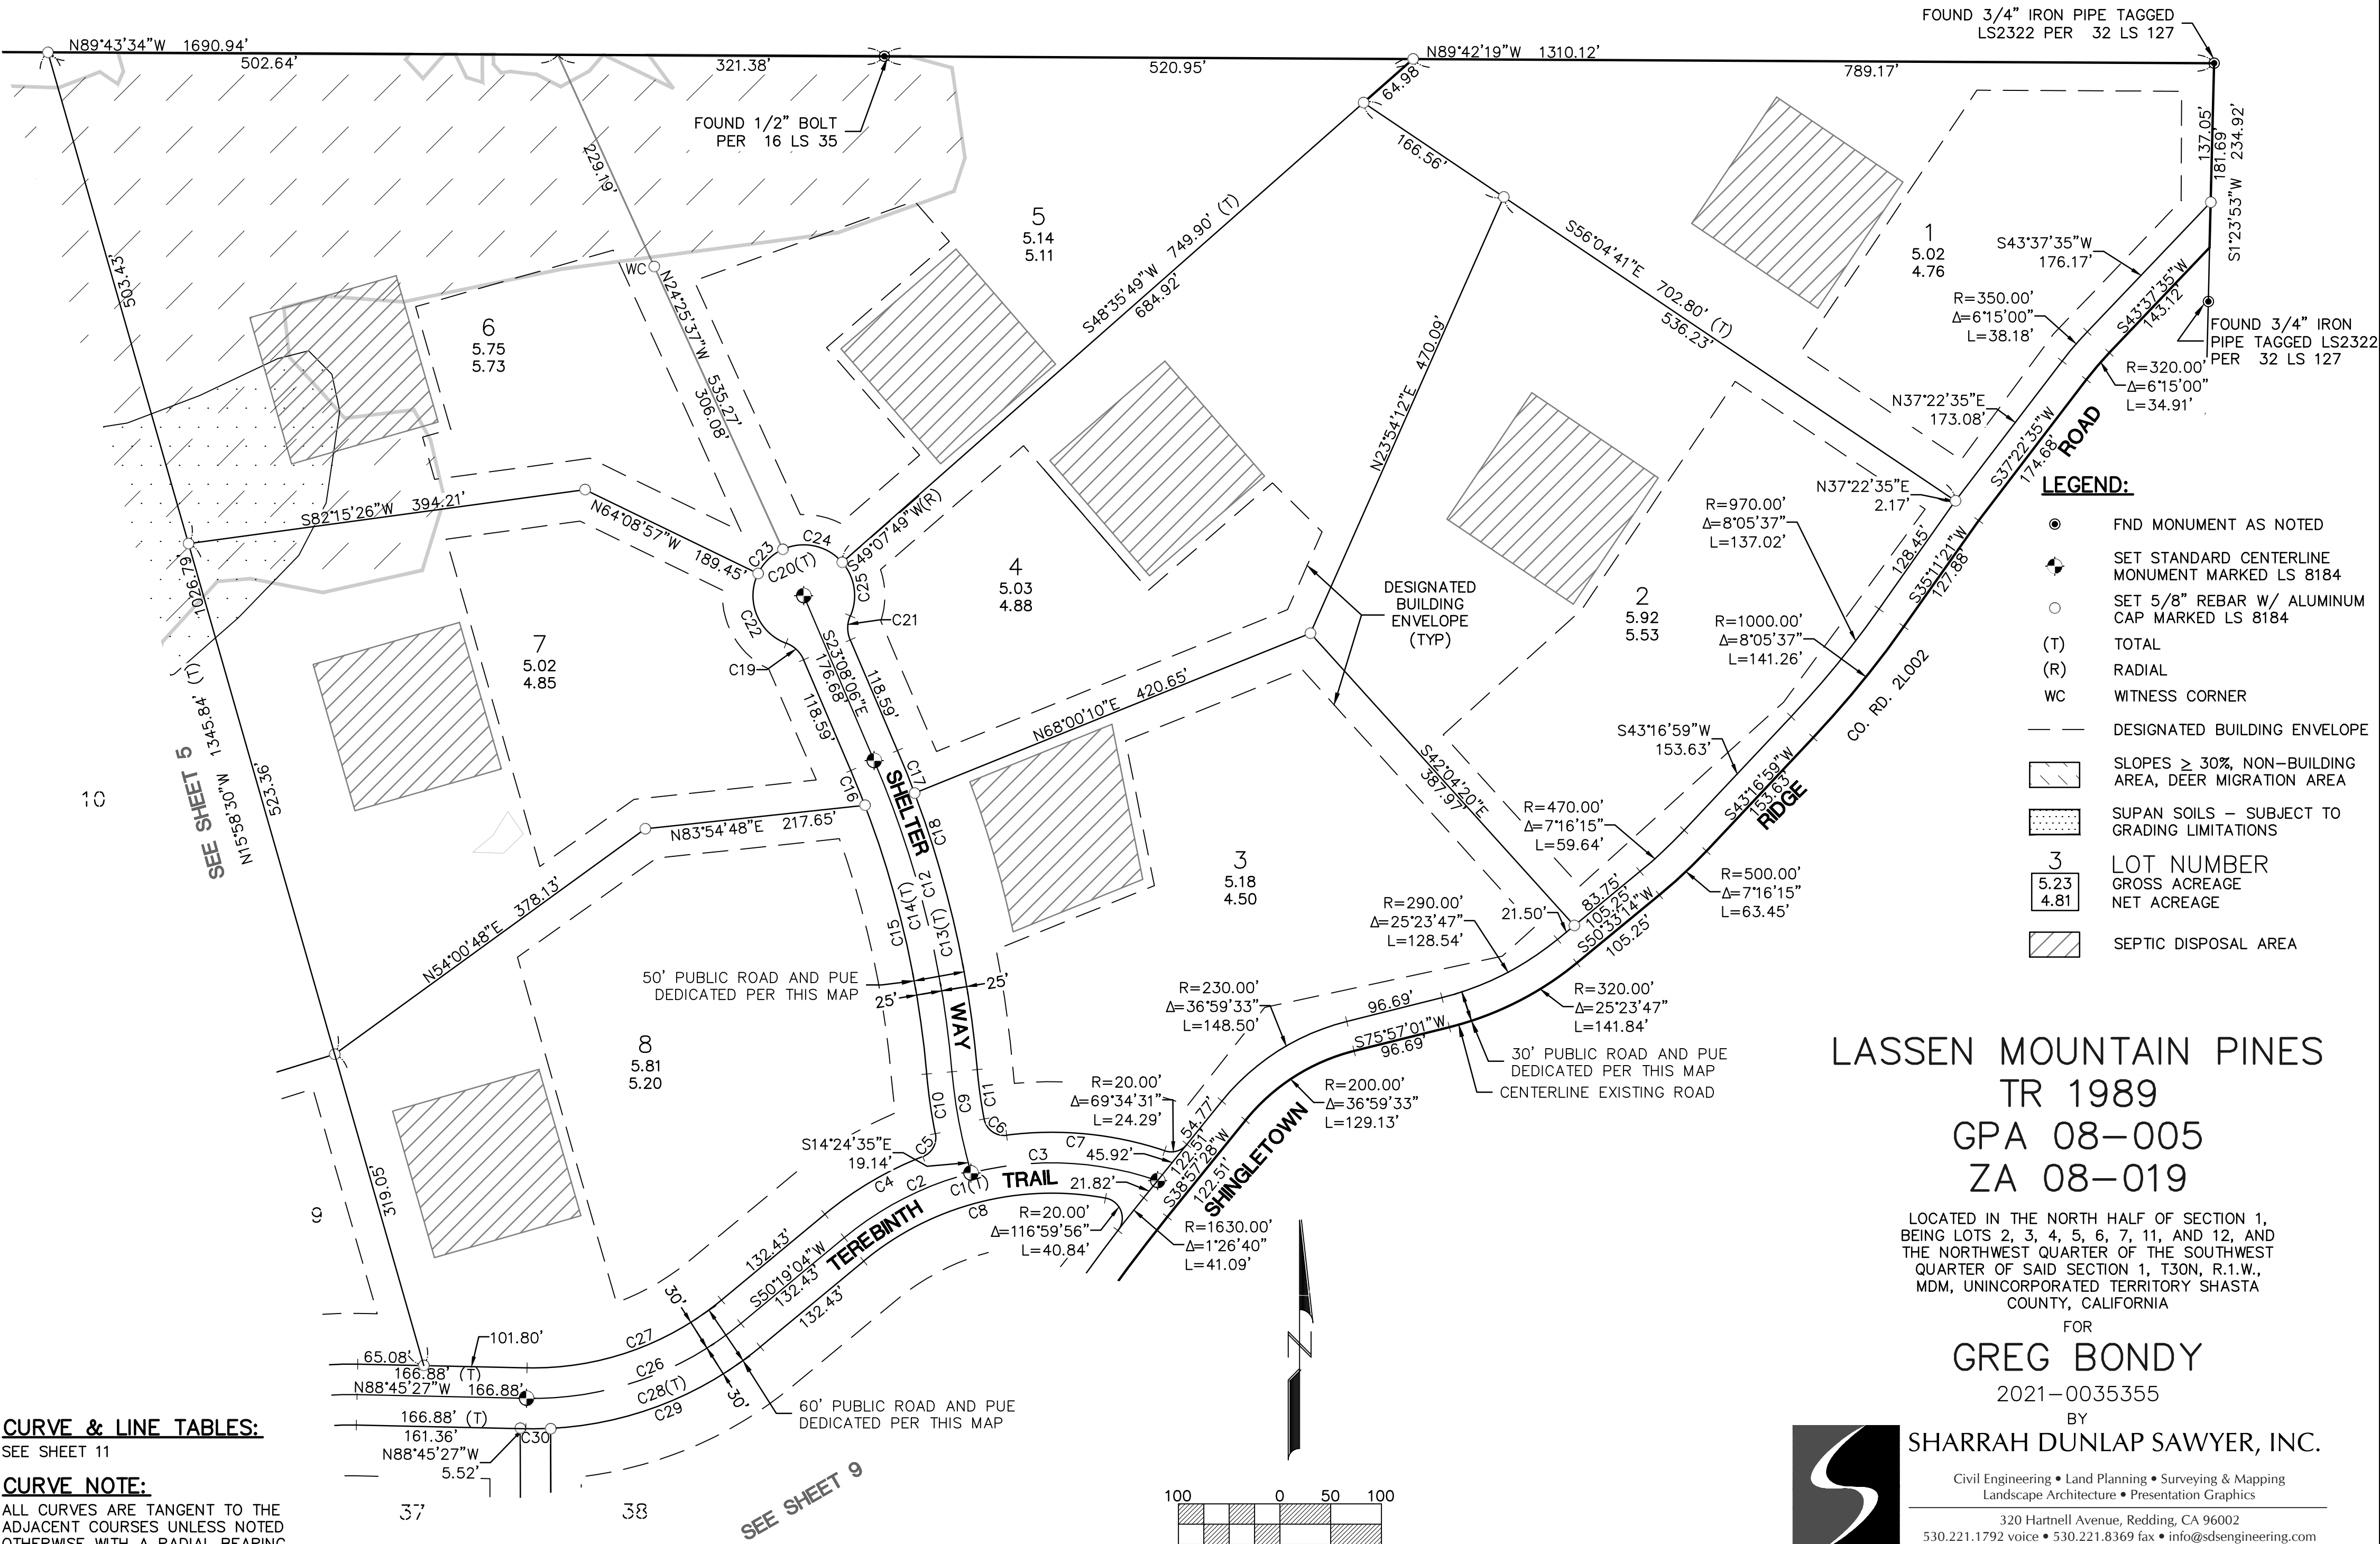 FOUND 3/4" IRON PIPE TAGGED
LS2322 PER 32 LS 127
N89°43'34"W 1690.94'
502.64'
321.38'
520.95'
N89°42'19"W 1310.12'
789.17'
FOUND 1/2" BOLT
PER 16 LS 35
64.98'
166.56'
137.05'
181.69'
234.92'
S1°23'53"W
229.19'
WC
N24°25'37"W
535.27'
306.08'
503.43'
5
5.14
5.11
S48°35'49"W 749.90' (T)
684.92'
S56°04'41"E 702.80' (T)
536.23'
1
5.02
4.76
S43°37'35"W
176.17'
R=350.00'
Δ=6°15'00"
L=38.18'
S43°37'35"W
143.12'
FOUND 3/4" IRON
PIPE TAGGED LS2322
PER 32 LS 127
R=320.00'
Δ=6°15'00"
L=34.91'
N37°22'35"E
173.08'
S37°22'35"W
174.68'
ROAD
6
5.75
5.73
N23°54'12"E 470.09'
N37°22'35"E
2.17'
S82°15'26"W 394.21'
N64°08'57"W 189.45'
C23
C24
C20(T)
S49°07'49"W(R)
C25
C21
C22
C19
S23°08'06"E
176.68'
118.59'
118.59'
4
5.03
4.88
DESIGNATED
BUILDING
ENVELOPE
(TYP)
2
5.92
5.53
R=970.00'
Δ=8°05'37"
L=137.02'
128.45'
S35°11'21"W
127.88'
R=1000.00'
Δ=8°05'37"
L=141.26'
CO. RD. 2L002
LEGEND:
FND MONUMENT AS NOTED
SET STANDARD CENTERLINE
MONUMENT MARKED LS 8184
SET 5/8" REBAR W/ ALUMINUM
CAP MARKED LS 8184
(T) TOTAL
(R) RADIAL
WC WITNESS CORNER
DESIGNATED BUILDING ENVELOPE
SLOPES ≥ 30%, NON-BUILDING
AREA, DEER MIGRATION AREA
SUPAN SOILS – SUBJECT TO
GRADING LIMITATIONS
3 LOT NUMBER
5.23 GROSS ACREAGE
4.81 NET ACREAGE
SEPTIC DISPOSAL AREA
7
5.02
4.85
1026.79'
N15°58'30"W 1345.84' (T)
SEE SHEET 5
523.36'
10
N68°00'10"E 420.65'
S42°04'20"E
387.97'
S43°16'59"W
153.63'
S43°16'59"W
153.63'
RIDGE
R=470.00'
Δ=7°16'15"
L=59.64'
C17
C16
SHELTER
C18
N83°54'48"E 217.65'
N54°00'48"E 378.13'
C12
C14(T)
C13(T)
C15
3
5.18
4.50
R=290.00'
Δ=25°23'47"
L=128.54'
21.50'
83.75'
105.25'
S50°33'14"W
105.25'
R=500.00'
Δ=7°16'15"
L=63.45'
50' PUBLIC ROAD AND PUE
DEDICATED PER THIS MAP
25'
25'
WAY
R=230.00'
Δ=36°59'33"
L=148.50'
96.69'
S75°57'01"W
96.69'
R=320.00'
Δ=25°23'47"
L=141.84'
30' PUBLIC ROAD AND PUE
DEDICATED PER THIS MAP
CENTERLINE EXISTING ROAD
8
5.81
5.20
C10
C9
C11
R=20.00'
Δ=69°34'31"
L=24.29'
54.77'
R=200.00'
Δ=36°59'33"
L=129.13'
S14°24'35"E
19.14'
C5
C6
C7
45.92'
C3
C4
C2
C1(T)
TRAIL
21.82'
C8
122.51'
S38°57'28"W
122.51'
SHINGLETOWN
R=20.00'
Δ=116°59'56"
L=40.84'
R=1630.00'
Δ=1°26'40"
L=41.09'
TEREBINTH
132.43'
S50°19'04"W
132.43'
132.43'
319.05'
9
30'
30'
C27
C26
C28(T)
C29
C30
65.08'
101.80'
166.88' (T)
N88°45'27"W 166.88'
166.88' (T)
161.36'
N88°45'27"W
5.52'
60' PUBLIC ROAD AND PUE
DEDICATED PER THIS MAP
37
38
SEE SHEET 9
N
100 0 50 100
CURVE & LINE TABLES:
SEE SHEET 11
CURVE NOTE:
ALL CURVES ARE TANGENT TO THE
ADJACENT COURSES UNLESS NOTED
OTHERWISE WITH A RADIAL BEARING
LASSEN MOUNTAIN PINES
TR 1989
GPA 08–005
ZA 08–019
LOCATED IN THE NORTH HALF OF SECTION 1,
BEING LOTS 2, 3, 4, 5, 6, 7, 11, AND 12, AND
THE NORTHWEST QUARTER OF THE SOUTHWEST
QUARTER OF SAID SECTION 1, T30N, R.1.W.,
MDM, UNINCORPORATED TERRITORY SHASTA
COUNTY, CALIFORNIA
FOR
GREG BONDY
2021–0035355
BY
SHARRAH DUNLAP SAWYER, INC.
Civil Engineering • Land Planning • Surveying & Mapping
Landscape Architecture • Presentation Graphics
320 Hartnell Avenue, Redding, CA 96002
530.221.1792 voice • 530.221.8369 fax • info@sdsengineering.com